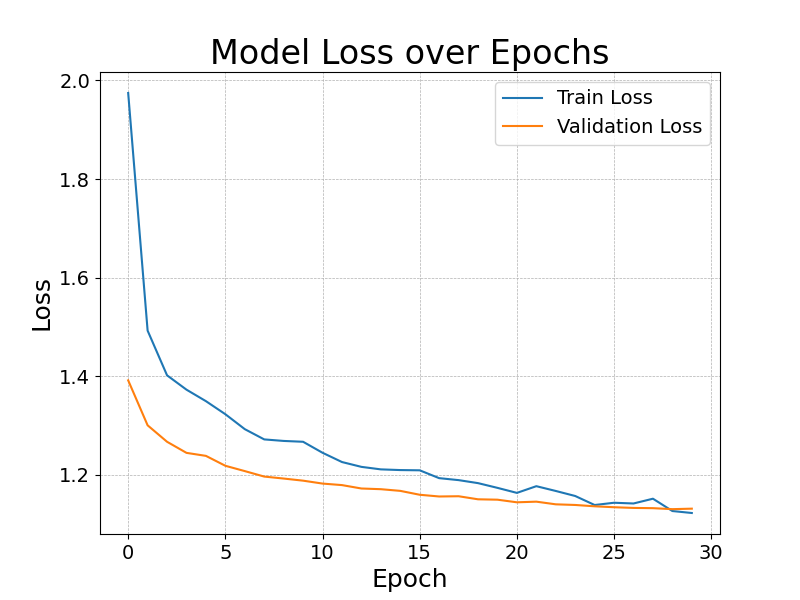 Model Loss over Epochs
Train Loss
Validation Loss
Loss
2.0
1.8
1.6
1.4
1.2
0 5 10 15 20 25 30
Epoch